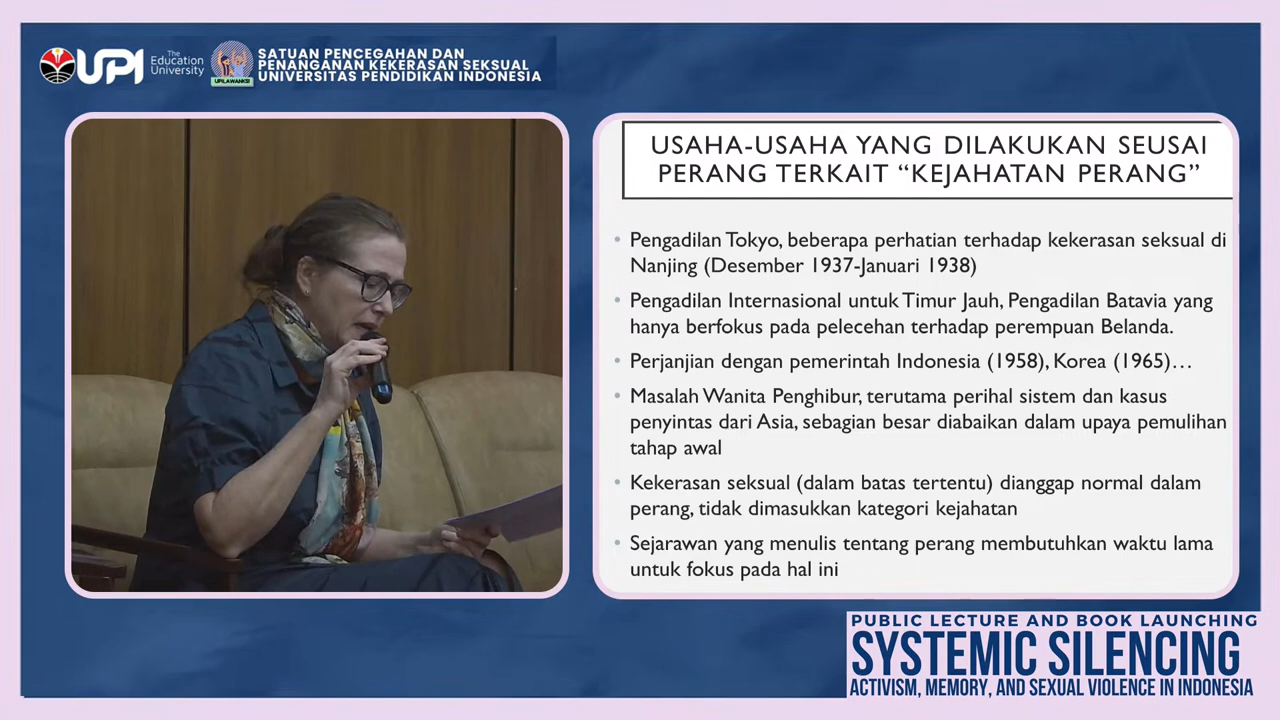 UPI
The
Education
University
UPILAWANKS!
SATUAN PENCEGAHAN DAN
PENANGANAN KEKERASAN SEKSUAL
UNIVERSITAS PENDIDIKAN INDONESIA
USAHA-USAHA YANG DILAKUKAN SEUSAI
PERANG TERKAIT “KEJAHATAN PERANG”
• Pengadilan Tokyo, beberapa perhatian terhadap kekerasan seksual di
Nanjing (Desember 1937-Januari 1938)
• Pengadilan Internasional untuk Timur Jauh, Pengadilan Batavia yang
hanya berfokus pada pelecehan terhadap perempuan Belanda.
• Perjanjian dengan pemerintah Indonesia (1958), Korea (1965)…
• Masalah Wanita Penghibur, terutama perihal sistem dan kasus
penyintas dari Asia, sebagian besar diabaikan dalam upaya pemulihan
tahap awal
• Kekerasan seksual (dalam batas tertentu) dianggap normal dalam
perang, tidak dimasukkan kategori kejahatan
• Sejarawan yang menulis tentang perang membutuhkan waktu lama
untuk fokus pada hal ini
PUBLIC LECTURE AND BOOK LAUNCHING
SYSTEMIC SILENCING
ACTIVISM, MEMORY, AND SEXUAL VIOLENCE IN INDONESIA